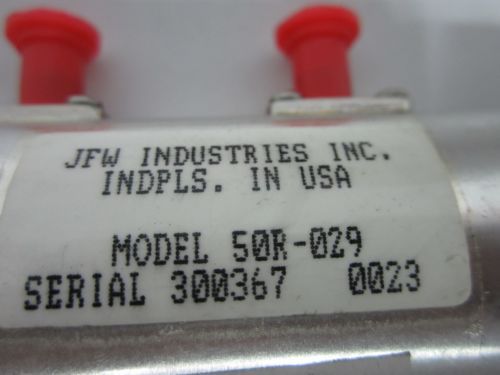 JFW INDUSTRIES INC.
INDPLS. IN USA
MODEL 50R-029
SERIAL 300367 0023